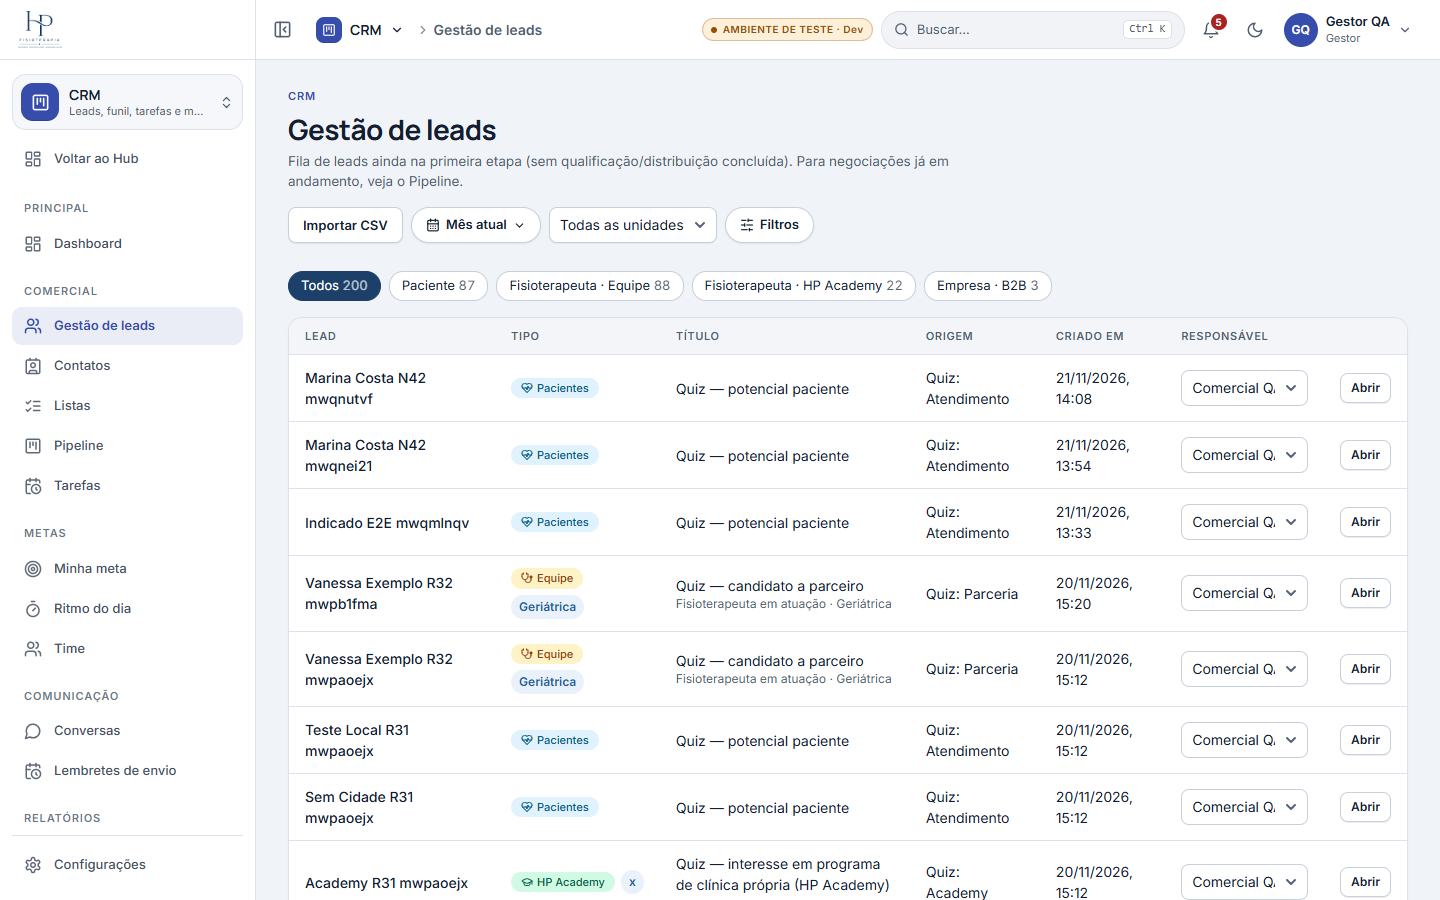 hp
FISIOTERAPIA
CRM
Gestão de leads
AMBIENTE DE TESTE · Dev
Buscar...
Ctrl K
5
GQ
Gestor QA
Gestor
CRM
Leads, funil, tarefas e m...
Voltar ao Hub
PRINCIPAL
Dashboard
COMERCIAL
Gestão de leads
Contatos
Listas
Pipeline
Tarefas
METAS
Minha meta
Ritmo do dia
Time
COMUNICAÇÃO
Conversas
Lembretes de envio
RELATÓRIOS
Configurações
CRM
Gestão de leads
Fila de leads ainda na primeira etapa (sem qualificação/distribuição concluída). Para negociações já em
andamento, veja o Pipeline.
Importar CSV
Mês atual
Todas as unidades
Filtros
Todos 200
Paciente 87
Fisioterapeuta · Equipe 88
Fisioterapeuta · HP Academy 22
Empresa · B2B 3
LEAD TIPO TÍTULO ORIGEM CRIADO EM RESPONSÁVEL
Marina Costa N42
mwqnutvf
Pacientes
Quiz — potencial paciente
Quiz:
Atendimento
21/11/2026,
14:08
Comercial Q
Abrir
Marina Costa N42
mwqnei21
Pacientes
Quiz — potencial paciente
Quiz:
Atendimento
21/11/2026,
13:54
Comercial Q
Abrir
Indicado E2E mwqmlnqv
Pacientes
Quiz — potencial paciente
Quiz:
Atendimento
21/11/2026,
13:33
Comercial Q
Abrir
Vanessa Exemplo R32
mwpb1fma
Equipe
Geriátrica
Quiz — candidato a parceiro
Fisioterapeuta em atuação · Geriátrica
Quiz: Parceria
20/11/2026,
15:20
Comercial Q
Abrir
Vanessa Exemplo R32
mwpaoejx
Equipe
Geriátrica
Quiz — candidato a parceiro
Fisioterapeuta em atuação · Geriátrica
Quiz: Parceria
20/11/2026,
15:12
Comercial Q
Abrir
Teste Local R31
mwpaoejx
Pacientes
Quiz — potencial paciente
Quiz:
Atendimento
20/11/2026,
15:12
Comercial Q
Abrir
Sem Cidade R31
mwpaoejx
Pacientes
Quiz — potencial paciente
Quiz:
Atendimento
20/11/2026,
15:12
Comercial Q
Abrir
Academy R31 mwpaoejx
HP Academy
x
Quiz — interesse em programa
de clínica própria (HP Academy)
Quiz:
Academy
20/11/2026,
15:12
Comercial Q
Abrir